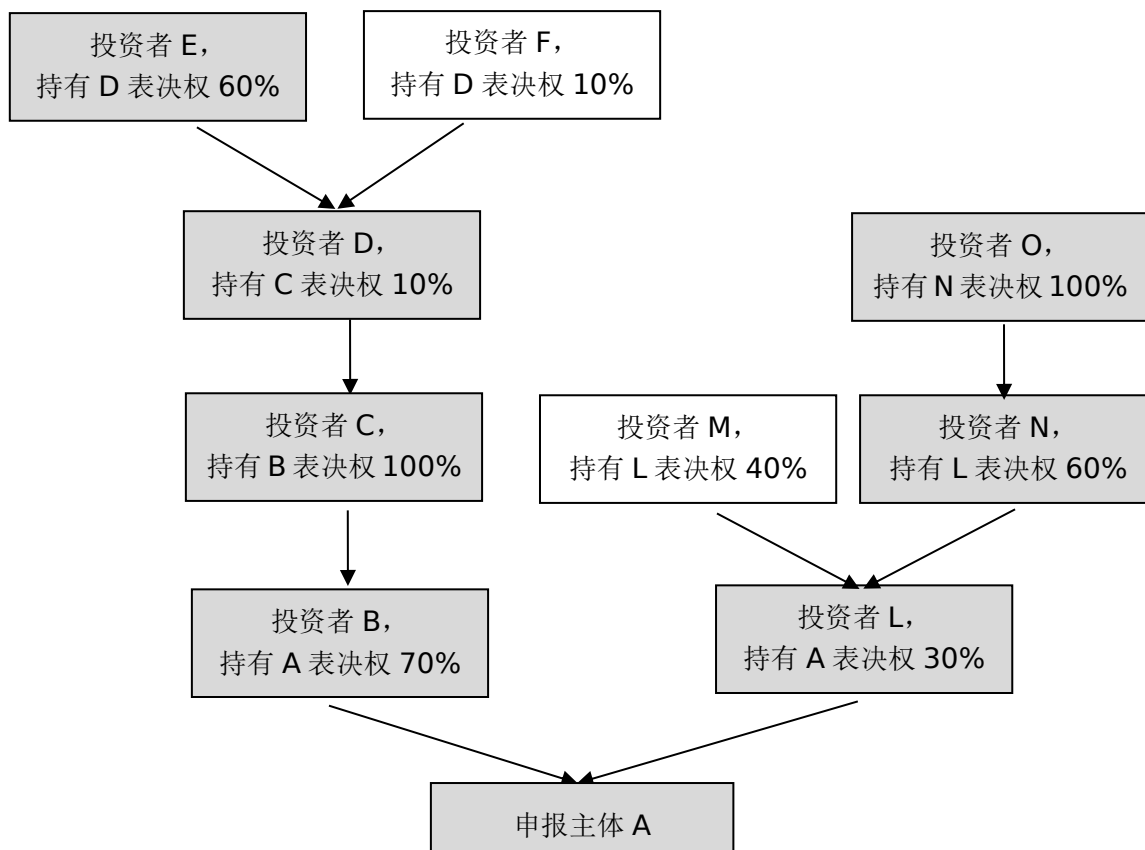 投资者 E，
持有 D 表决权 60%
投资者 F，
持有 D 表决权 10%
投资者 D，
持有 C 表决权 10%
投资者 O，
持有 N 表决权 100%
投资者 C，
持有 B 表决权 100%
投资者 M，
持有 L 表决权 40%
投资者 N，
持有 L 表决权 60%
投资者 B，
持有 A 表决权 70%
投资者 L，
持有 A 表决权 30%
申报主体 A